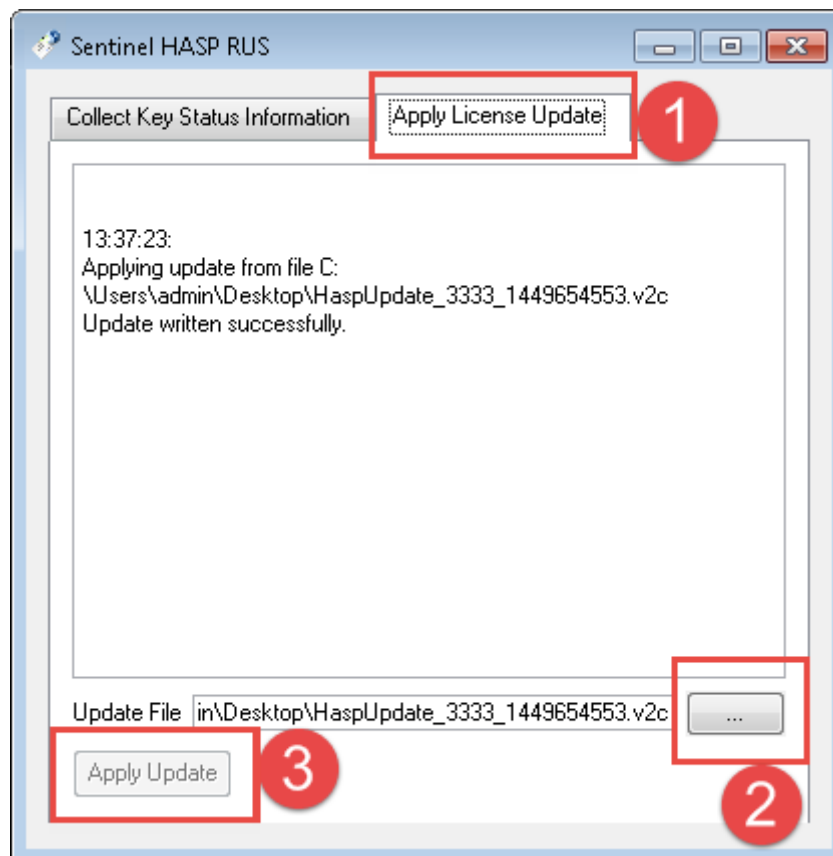 Sentinel HASP RUS
Collect Key Status Information
Apply License Update
1
13:37:23:
Applying update from file C:
\Users\admin\Desktop\HaspUpdate_3333_1449654553.v2c
Update written successfully.
Update File in\Desktop\HaspUpdate_3333_1449654553.v2c ...
Apply Update
3
2